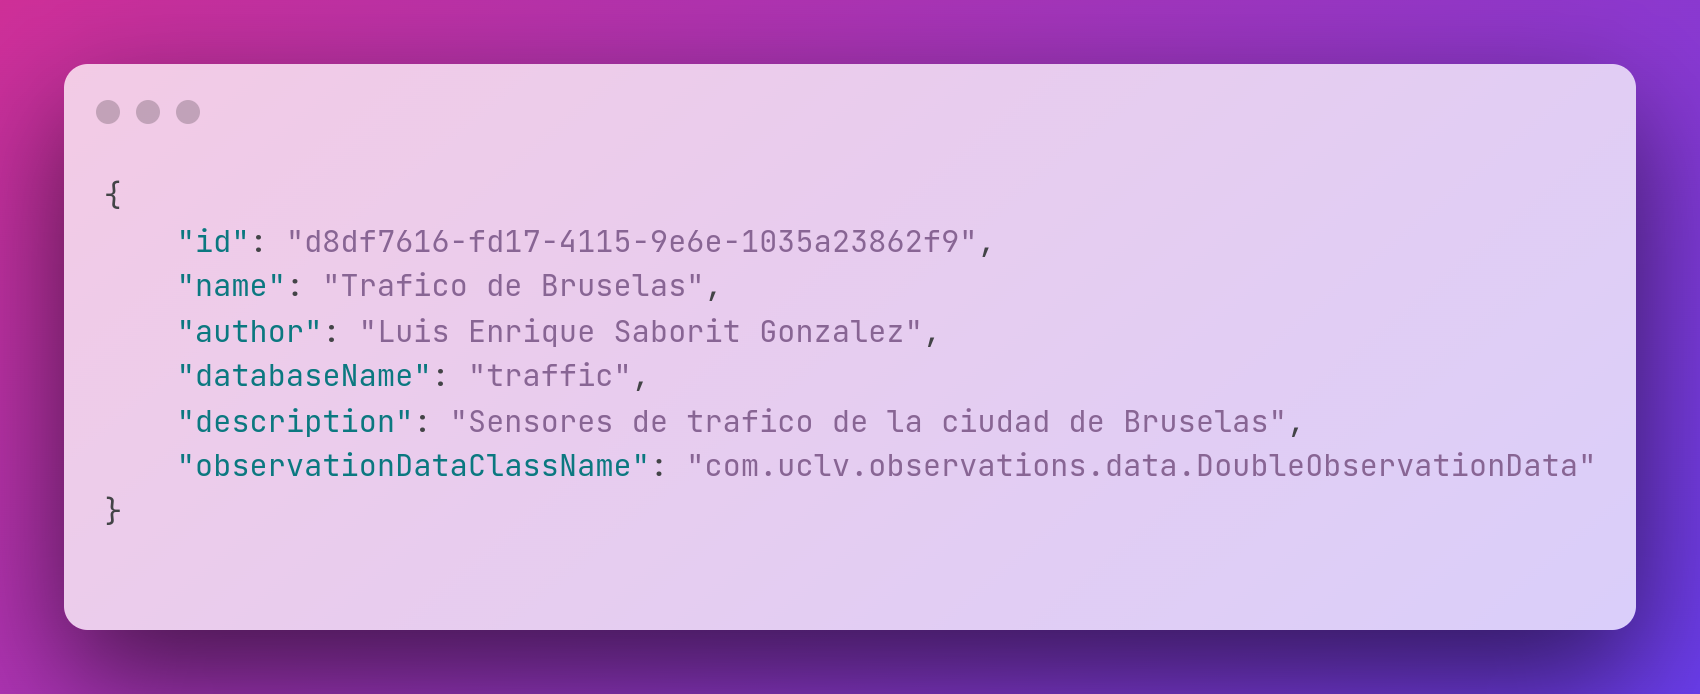 {
    "id": "d8df7616-fd17-4115-9e6e-1035a23862f9",
    "name": "Trafico de Bruselas",
    "author": "Luis Enrique Saborit Gonzalez",
    "databaseName": "traffic",
    "description": "Sensores de trafico de la ciudad de Bruselas",
    "observationDataClassName": "com.uclv.observations.data.DoubleObservationData"
}